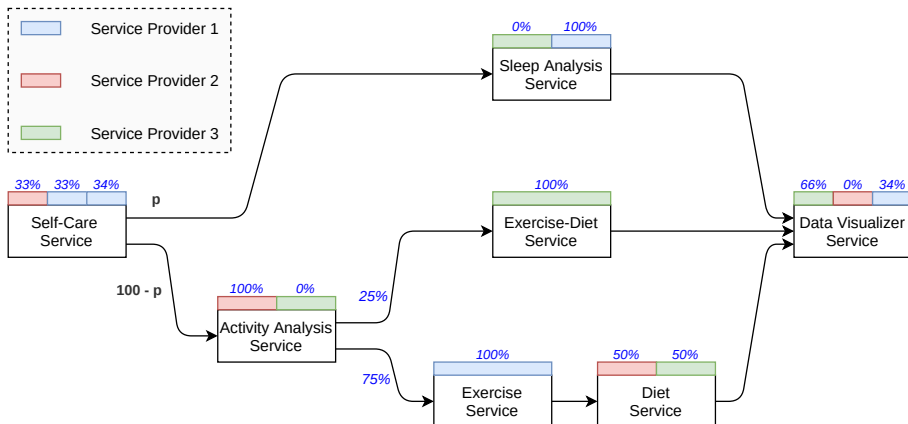 Service Provider 1
Service Provider 2
Service Provider 3
0% 100%
Sleep Analysis
Service
33% 33% 34%
Self-Care
Service
p
100 - p
100%
Exercise-Diet
Service
66% 0% 34%
Data Visualizer
Service
100% 0%
Activity Analysis
Service
25%
75%
100%
Exercise
Service
50% 50%
Diet
Service